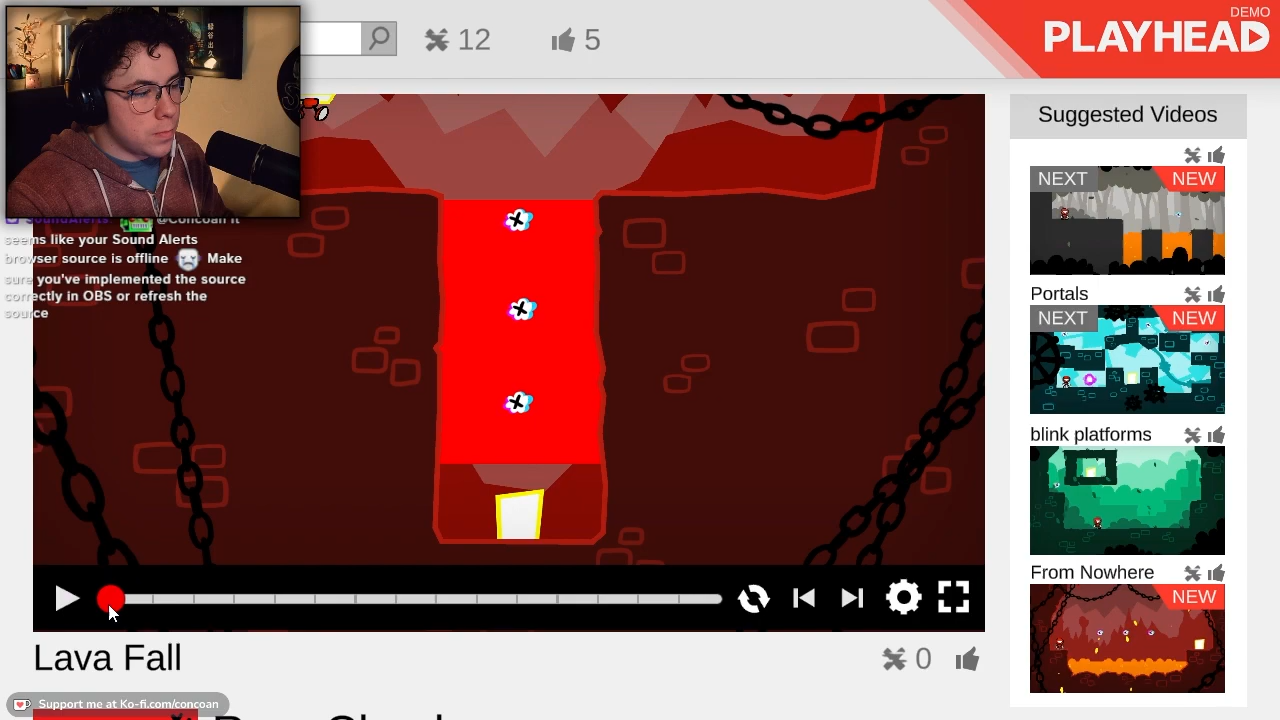 DEMO
PLAYHEAD
12
5
Suggested Videos
NEXT
NEW
Portals
NEXT
NEW
blink platforms
From Nowhere
NEW
SoundAlerts
@Concoan It
seems like your Sound Alerts
browser source is offline
Make
sure you've implemented the source
correctly in OBS or refresh the
source
Lava Fall
0
Support me at Ko-fi.com/concoan